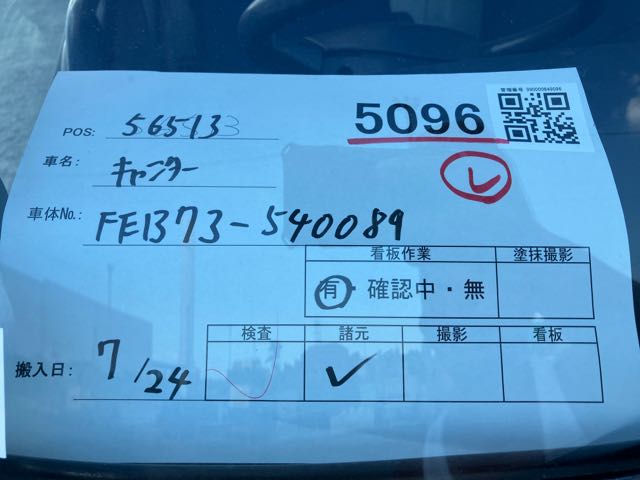 管理番号 990000849096
5096
POS: 565133
車名: キャンター
車体No.: FEB73-540089
看板作業 塗抹撮影
有・確認中・無
検査 諸元 撮影 看板
搬入日: 7/24